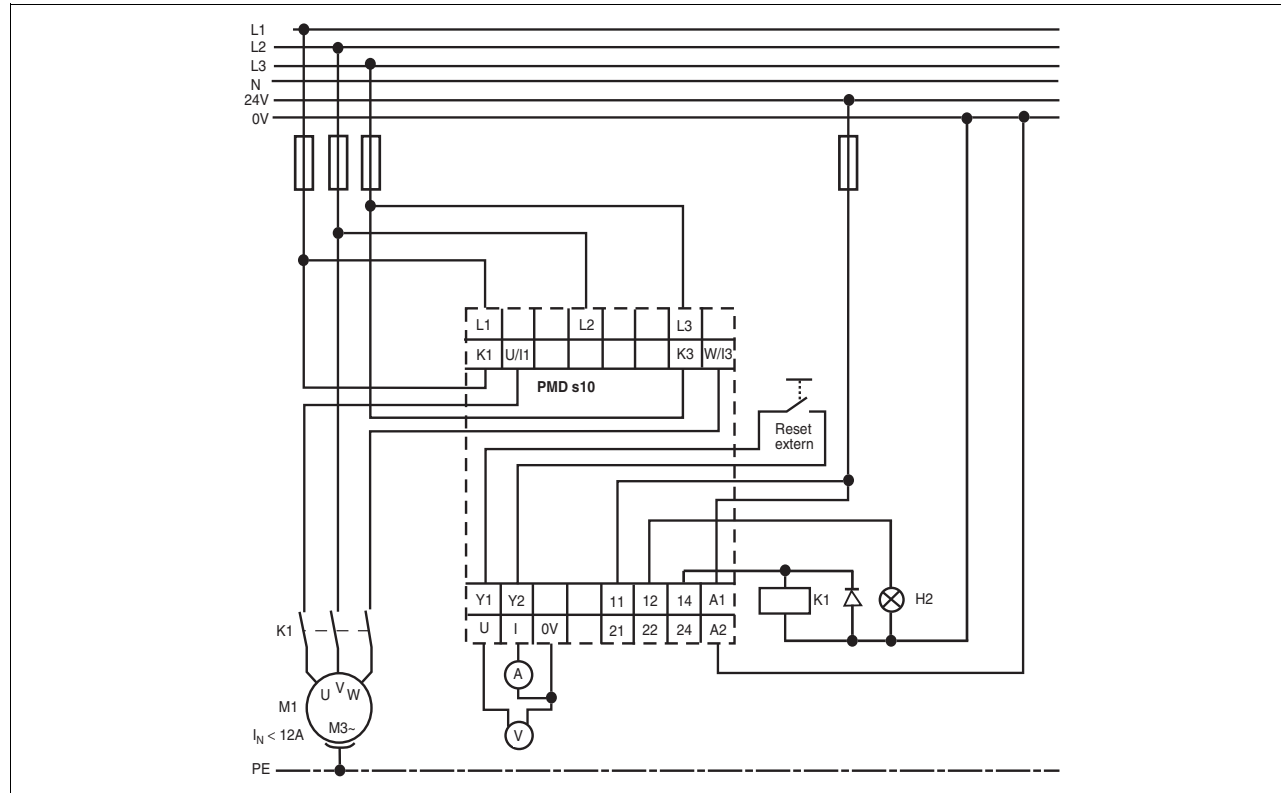 L1
L2
L3
N
24V
0V
L1 L2 L3
K1 U/I1 K3 W/I3
PMD s10
Reset
extern
Y1 Y2 11 12 14 A1
U I 0V 21 22 24 A2
K1 H2
A
V
K1
U V W
M1
M3~
IN < 12A
PE